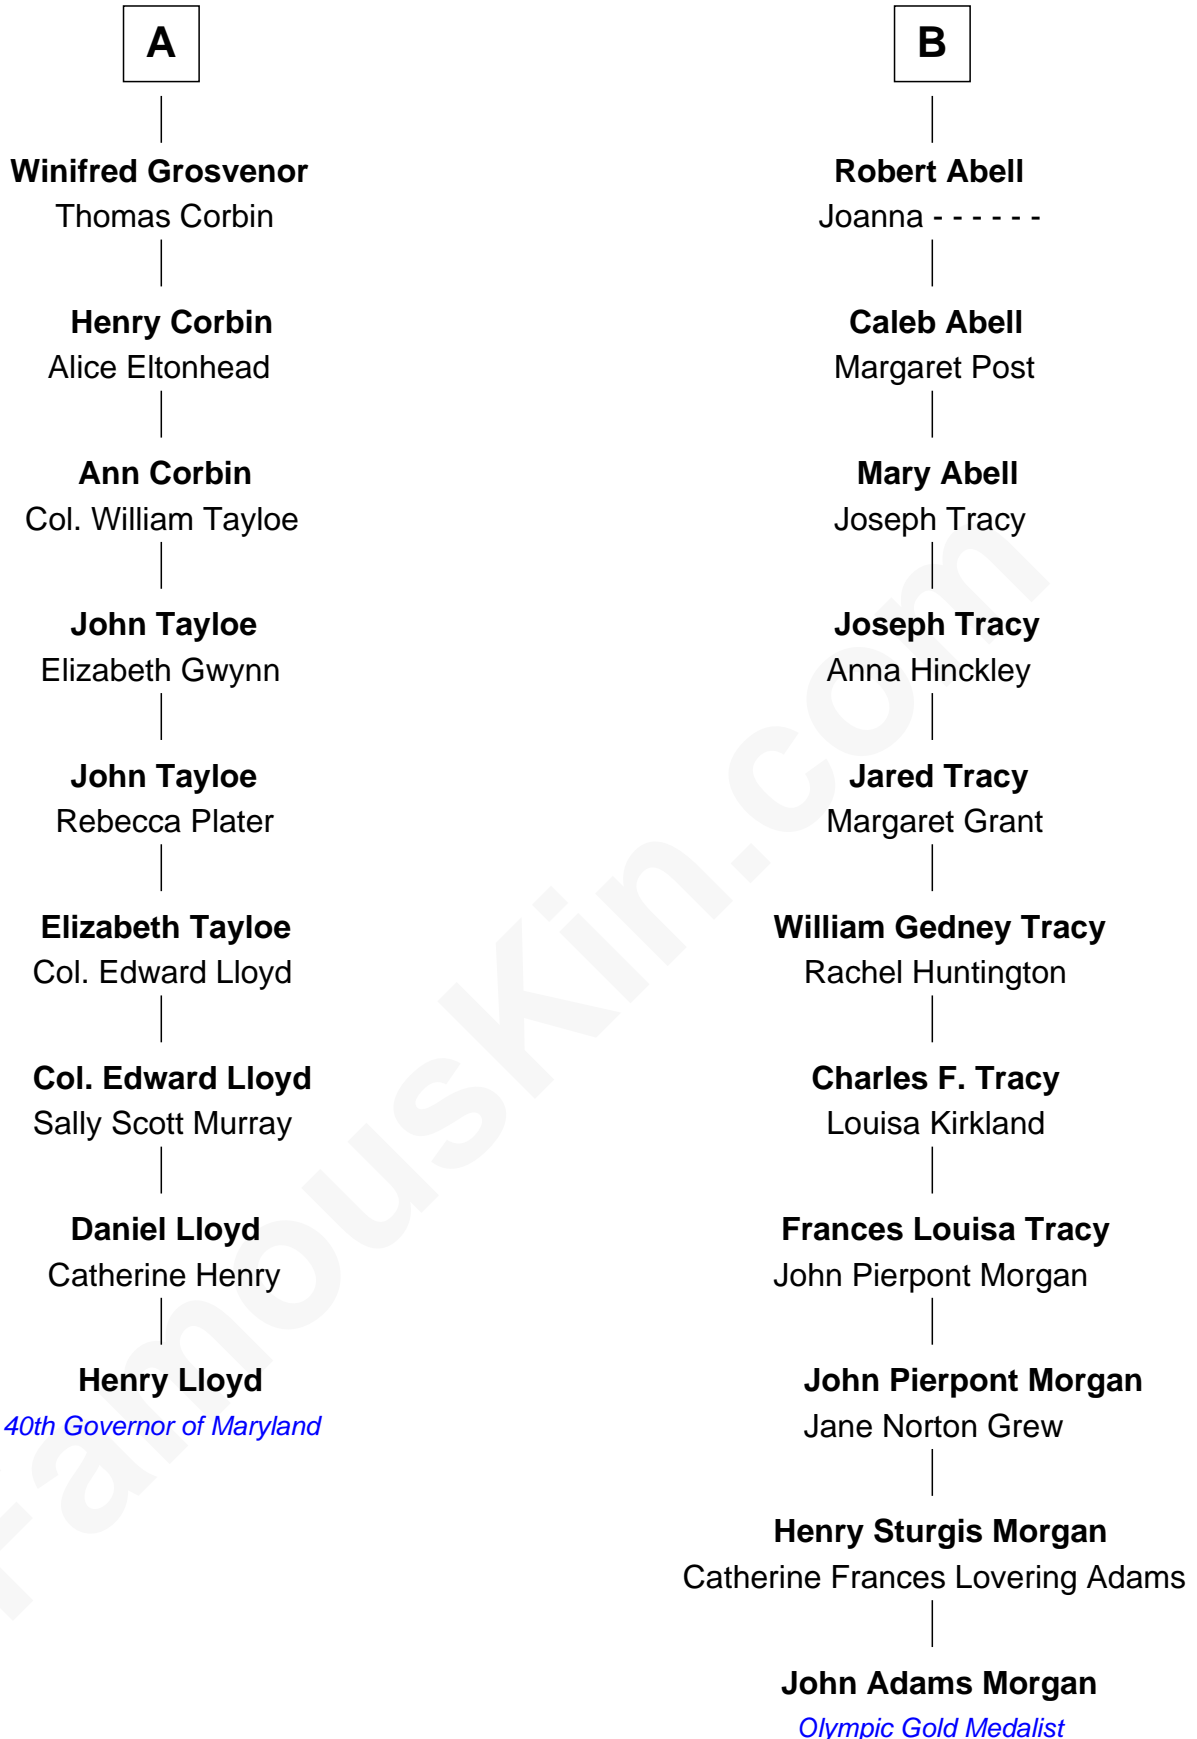 A
Winifred Grosvenor
Thomas Corbin
Henry Corbin
Alice Eltonhead
Ann Corbin
Col. William Tayloe
John Tayloe
Elizabeth Gwynn
John Tayloe
Rebecca Plater
Elizabeth Tayloe
Col. Edward Lloyd
Col. Edward Lloyd
Sally Scott Murray
Daniel Lloyd
Catherine Henry
Henry Lloyd
40th Governor of Maryland
B
Robert Abell
Joanna - - - - - -
Caleb Abell
Margaret Post
Mary Abell
Joseph Tracy
Joseph Tracy
Anna Hinckley
Jared Tracy
Margaret Grant
William Gedney Tracy
Rachel Huntington
Charles F. Tracy
Louisa Kirkland
Frances Louisa Tracy
John Pierpont Morgan
John Pierpont Morgan
Jane Norton Grew
Henry Sturgis Morgan
Catherine Frances Lovering Adams
John Adams Morgan
Olympic Gold Medalist
FamousKin.com